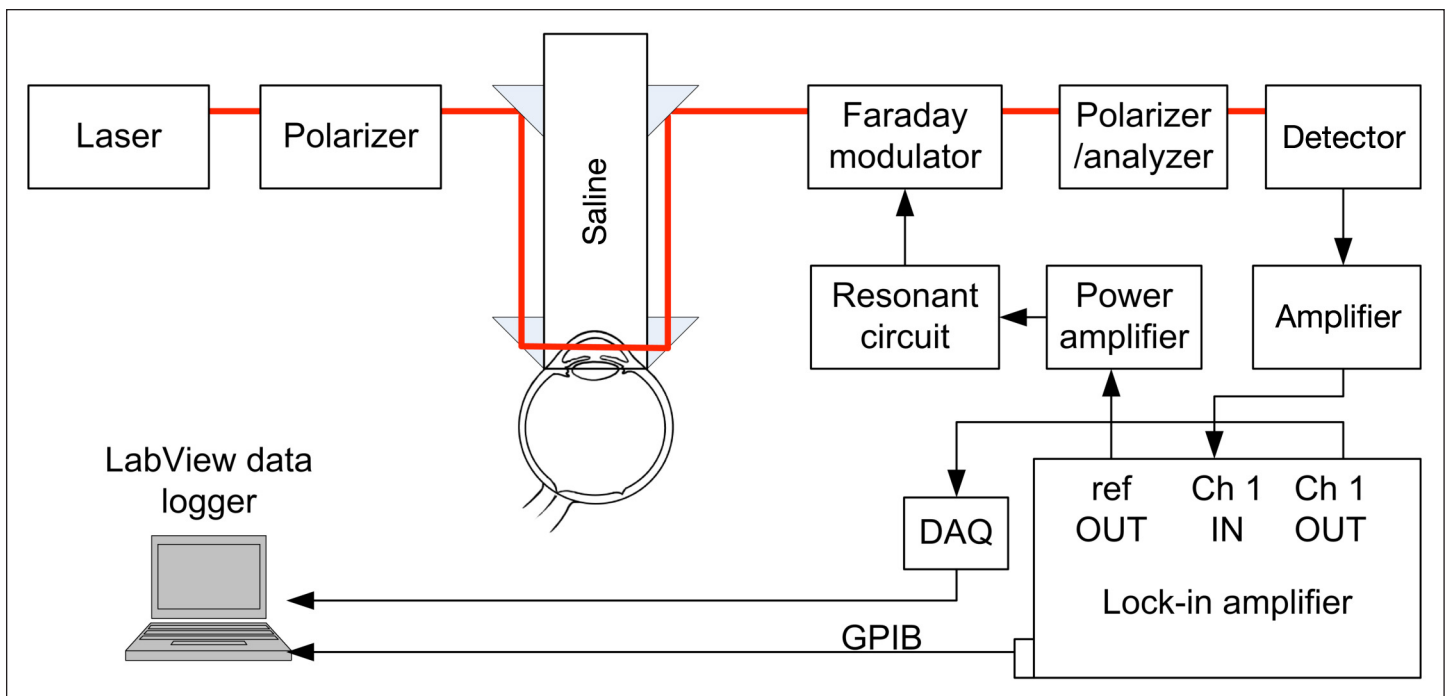 Laser
Polarizer
Saline
Faraday
modulator
Polarizer
/analyzer
Detector
Resonant
circuit
Power
amplifier
Amplifier
LabView data
logger
DAQ
ref
OUT
Ch 1
IN
Ch 1
OUT
Lock-in amplifier
GPIB